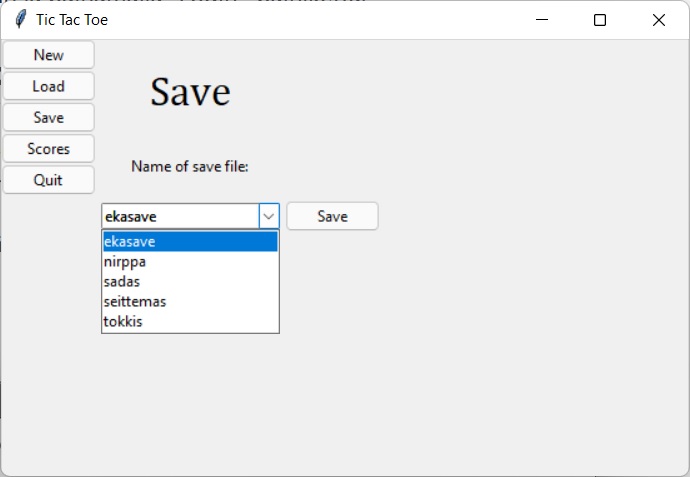 Tic Tac Toe
New
Load
Save
Scores
Quit
Save
Name of save file:
ekasave
Save
ekasave
nirppa
sadas
seittemas
tokkis